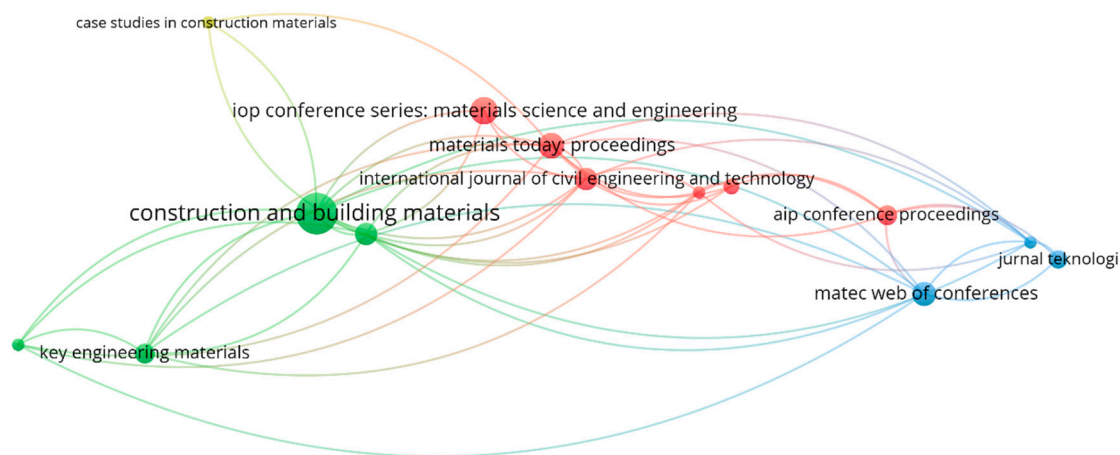 case studies in construction materials
iop conference series: materials science and engineering
materials today: proceedings
international journal of civil engineering and technology
construction and building materials
aip conference proceedings
jurnal teknologi
matec web of conferences
key engineering materials